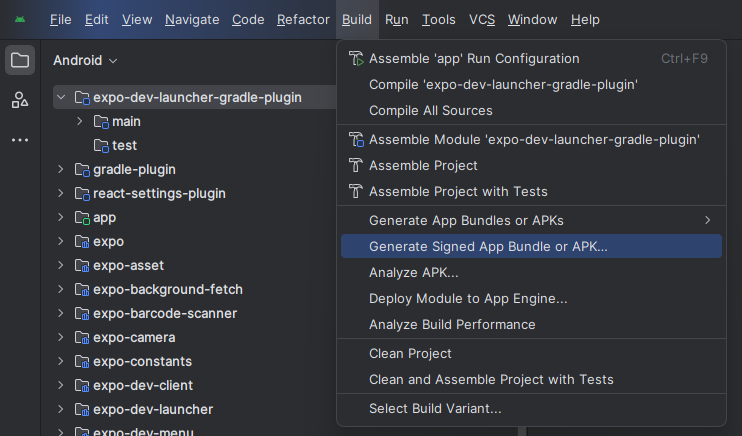 File Edit View Navigate Code Refactor Build Run Tools VCS Window Help
Android
expo-dev-launcher-gradle-plugin
main
test
gradle-plugin
react-settings-plugin
app
expo
expo-asset
expo-background-fetch
expo-barcode-scanner
expo-camera
expo-constants
expo-dev-client
expo-dev-launcher
expo-dev-menu
Assemble 'app' Run Configuration Ctrl+F9
Compile 'expo-dev-launcher-gradle-plugin'
Compile All Sources
Assemble Module 'expo-dev-launcher-gradle-plugin'
Assemble Project
Assemble Project with Tests
Generate App Bundles or APKs
Generate Signed App Bundle or APK...
Analyze APK...
Deploy Module to App Engine...
Analyze Build Performance
Clean Project
Clean and Assemble Project with Tests
Select Build Variant...